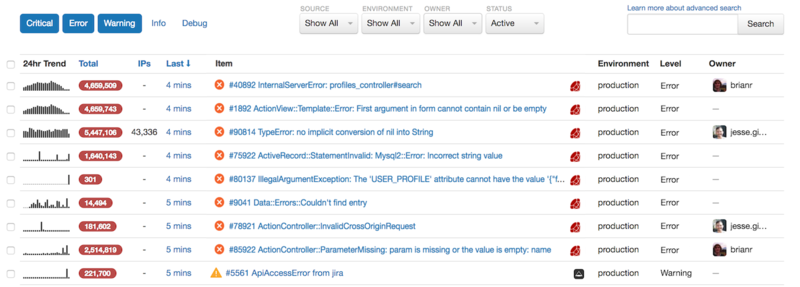 SOURCE ENVIRONMENT OWNER STATUS Learn more about advanced search
Critical Error Warning Info Debug Show All Show All Show All Active Search
24hr Trend Total IPs Last Item Environment Level Owner
4,659,509 - 4 mins #40892 InternalServerError: profiles_controller#search production Error brianr
4,659,743 - 4 mins #1892 ActionView::Template::Error: First argument in form cannot contain nil or be empty production Error —
5,447,106 43,336 4 mins #90814 TypeError: no implicit conversion of nil into String production Error jesse.gi...
1,640,143 - 4 mins #75922 ActiveRecord::StatementInvalid: Mysql2::Error: Incorrect string value production Error —
301 - 4 mins #80137 IllegalArgumentException: The 'USER_PROFILE' attribute cannot have the value '{"f... production Error —
14,494 - 5 mins #9041 Data::Errors::Couldn't find entry production Error —
181,602 - 5 mins #78921 ActionController::InvalidCrossOriginRequest production Error jesse.gi...
2,514,819 - 5 mins #85922 ActionController::ParameterMissing: param is missing or the value is empty: name production Error brianr
221,700 - 5 mins #5561 ApiAccessError from jira production Warning —